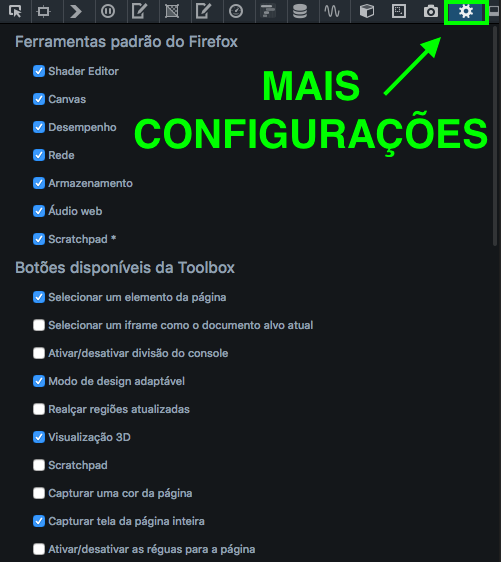 Ferramentas padrão do Firefox
Shader Editor
MAIS
Canvas
CONFIGURAÇÕES
Desempenho
Rede
Armazenamento
Áudio web
Scratchpad *
Botões disponíveis da Toolbox
Selecionar um elemento da página
Selecionar um iframe como o documento alvo atual
Ativar/desativar divisão do console
Modo de design adaptável
Realçar regiões atualizadas
Visualização 3D
Scratchpad
Capturar uma cor da página
Capturar tela da página inteira
Ativar/desativar as réguas para a página